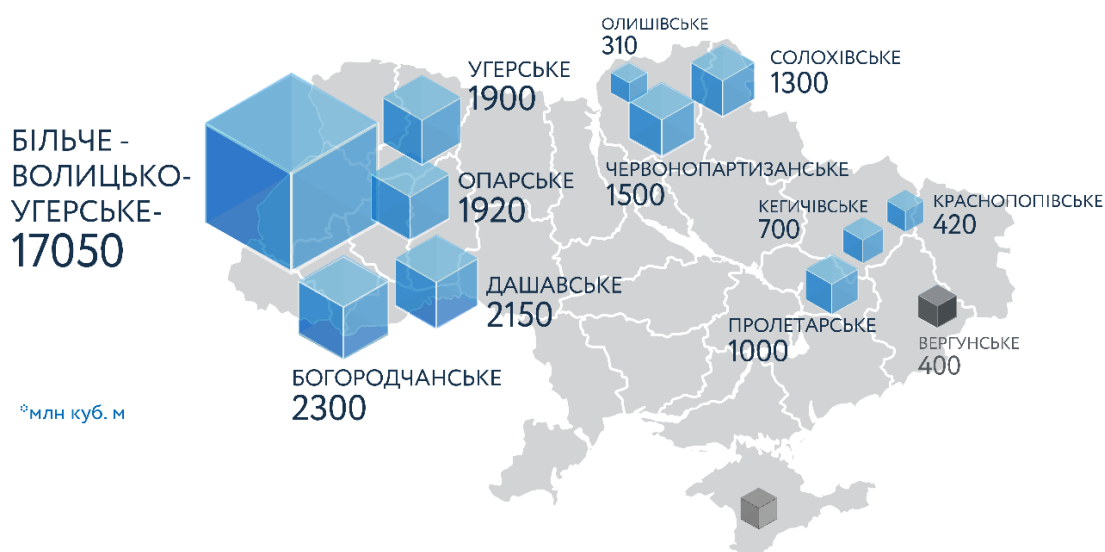 БІЛЬЧЕ -
ВОЛИЦЬКО-
УГЕРСЬКЕ-
17050
УГЕРСЬКЕ
1900
ОПАРСЬКЕ
1920
ДАШАВСЬКЕ
2150
БОГОРОДЧАНСЬКЕ
2300
ОЛИШІВСЬКЕ
310
СОЛОХІВСЬКЕ
1300
ЧЕРВОНОПАРТИЗАНСЬКЕ
1500
КЕГИЧІВСЬКЕ
700
КРАСНОПОПІВСЬКЕ
420
ПРОЛЕТАРСЬКЕ
1000
ВЕРГУНСЬКЕ
400
*млн куб. м